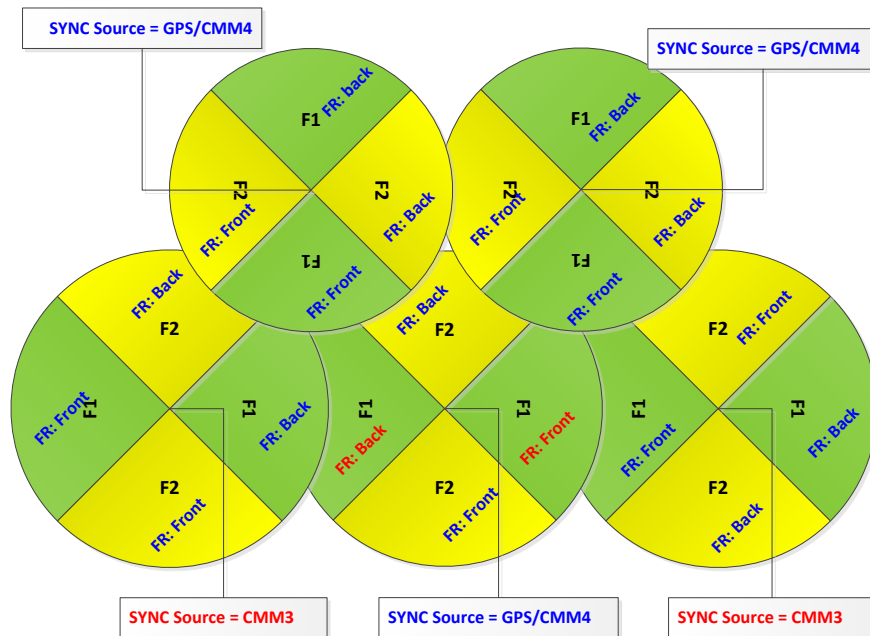 SYNC Source = GPS/CMM4
SYNC Source = GPS/CMM4
F1
FR: back
F2
FR: Front
F2
FR: Back
F1
FR: Front
F1
FR: Back
F2
FR: Front
F2
FR: Back
F1
FR: Front
FR: Back
F2
F1
FR: Front
F1
FR: Back
F2
FR: Front
FR: Back
F2
F1
FR: Back
F1
FR: Front
F2
FR: Front
F2
FR: Front
F1
FR: Front
F1
FR: Back
F2
FR: Back
SYNC Source = CMM3
SYNC Source = GPS/CMM4
SYNC Source = CMM3